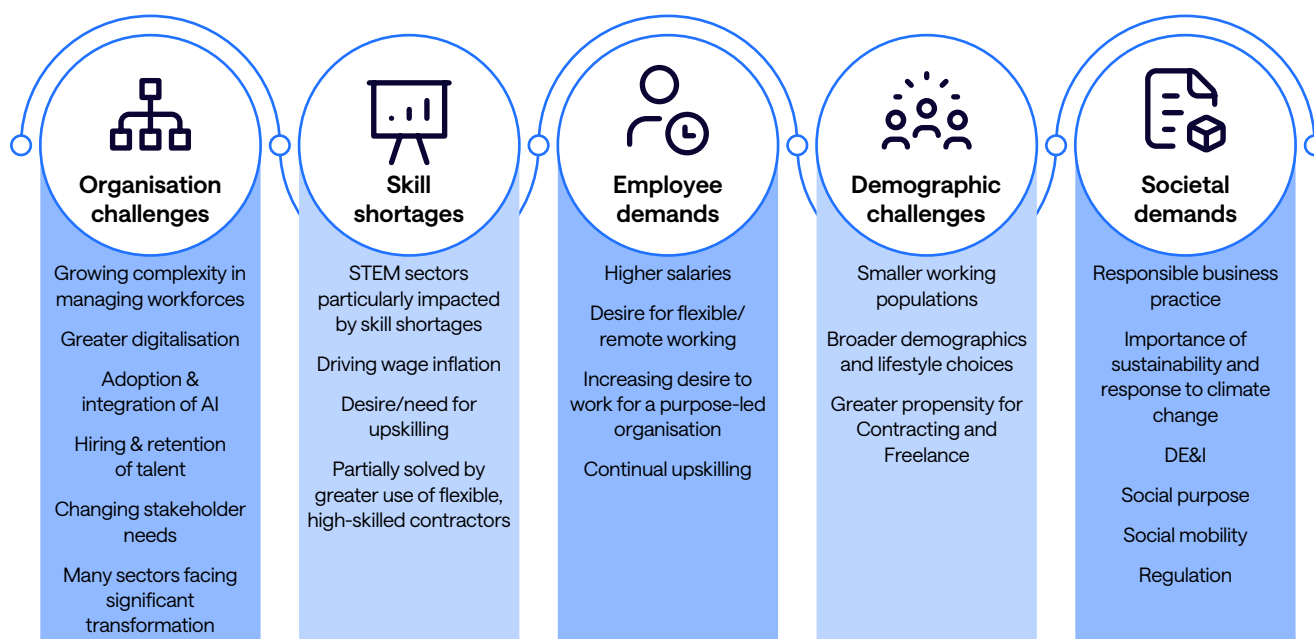 Organisation
challenges
Growing complexity in
managing workforces
Greater digitalisation
Adoption &
integration of AI
Hiring & retention
of talent
Changing stakeholder
needs
Many sectors facing
significant
transformation
Skill
shortages
STEM sectors
particularly impacted
by skill shortages
Driving wage inflation
Desire/need for
upskilling
Partially solved by
greater use of flexible,
high-skilled contractors
Employee
demands
Higher salaries
Desire for flexible/
remote working
Increasing desire to
work for a purpose-led
organisation
Continual upskilling
Demographic
challenges
Smaller working
populations
Broader demographics
and lifestyle choices
Greater propensity for
Contracting and
Freelance
Societal
demands
Responsible business
practice
Importance of
sustainability and
response to climate
change
DE&I
Social purpose
Social mobility
Regulation